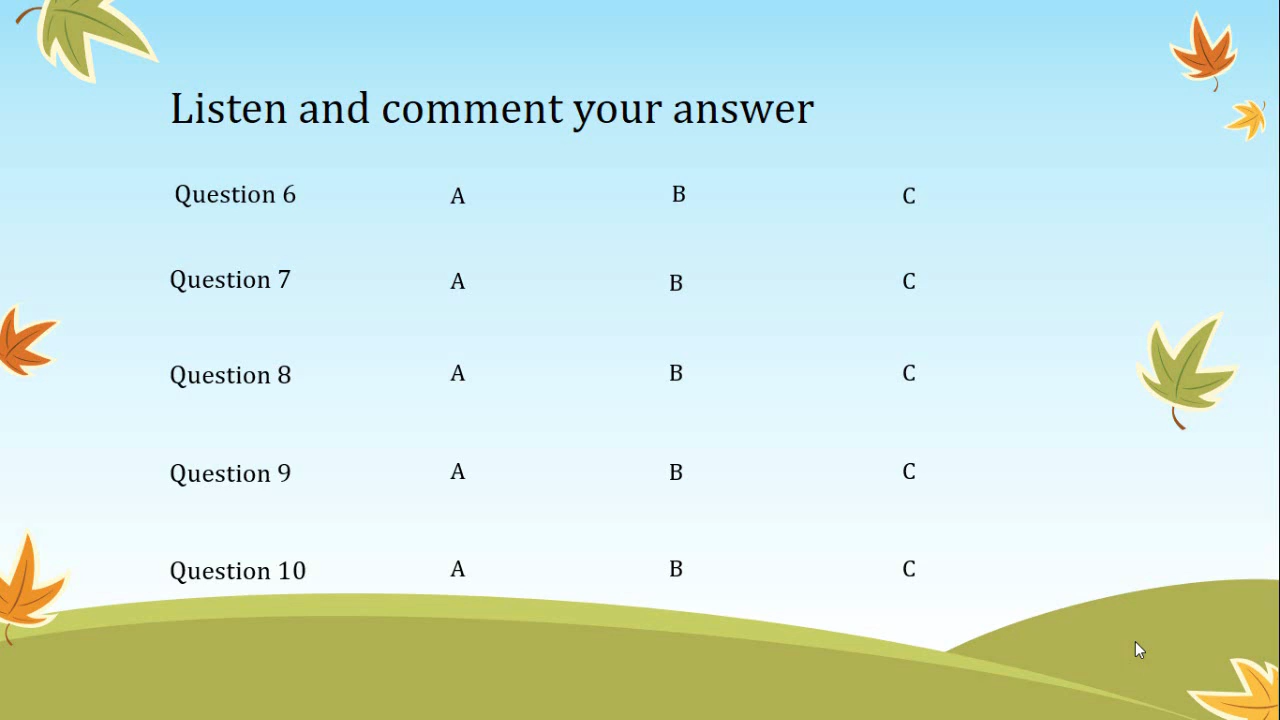 Listen and comment your answer
Question 6 A B C
Question 7 A B C
Question 8 A B C
Question 9 A B C
Question 10 A B C